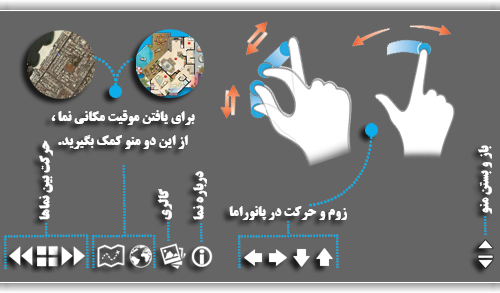 برای یافتن موقیت مکانی نما ،
از این دو منو کمک بگیرید.
حرکت بین نماها
گالری
درباره نما
زوم و حرکت در پانوراما
باز و بستن منو